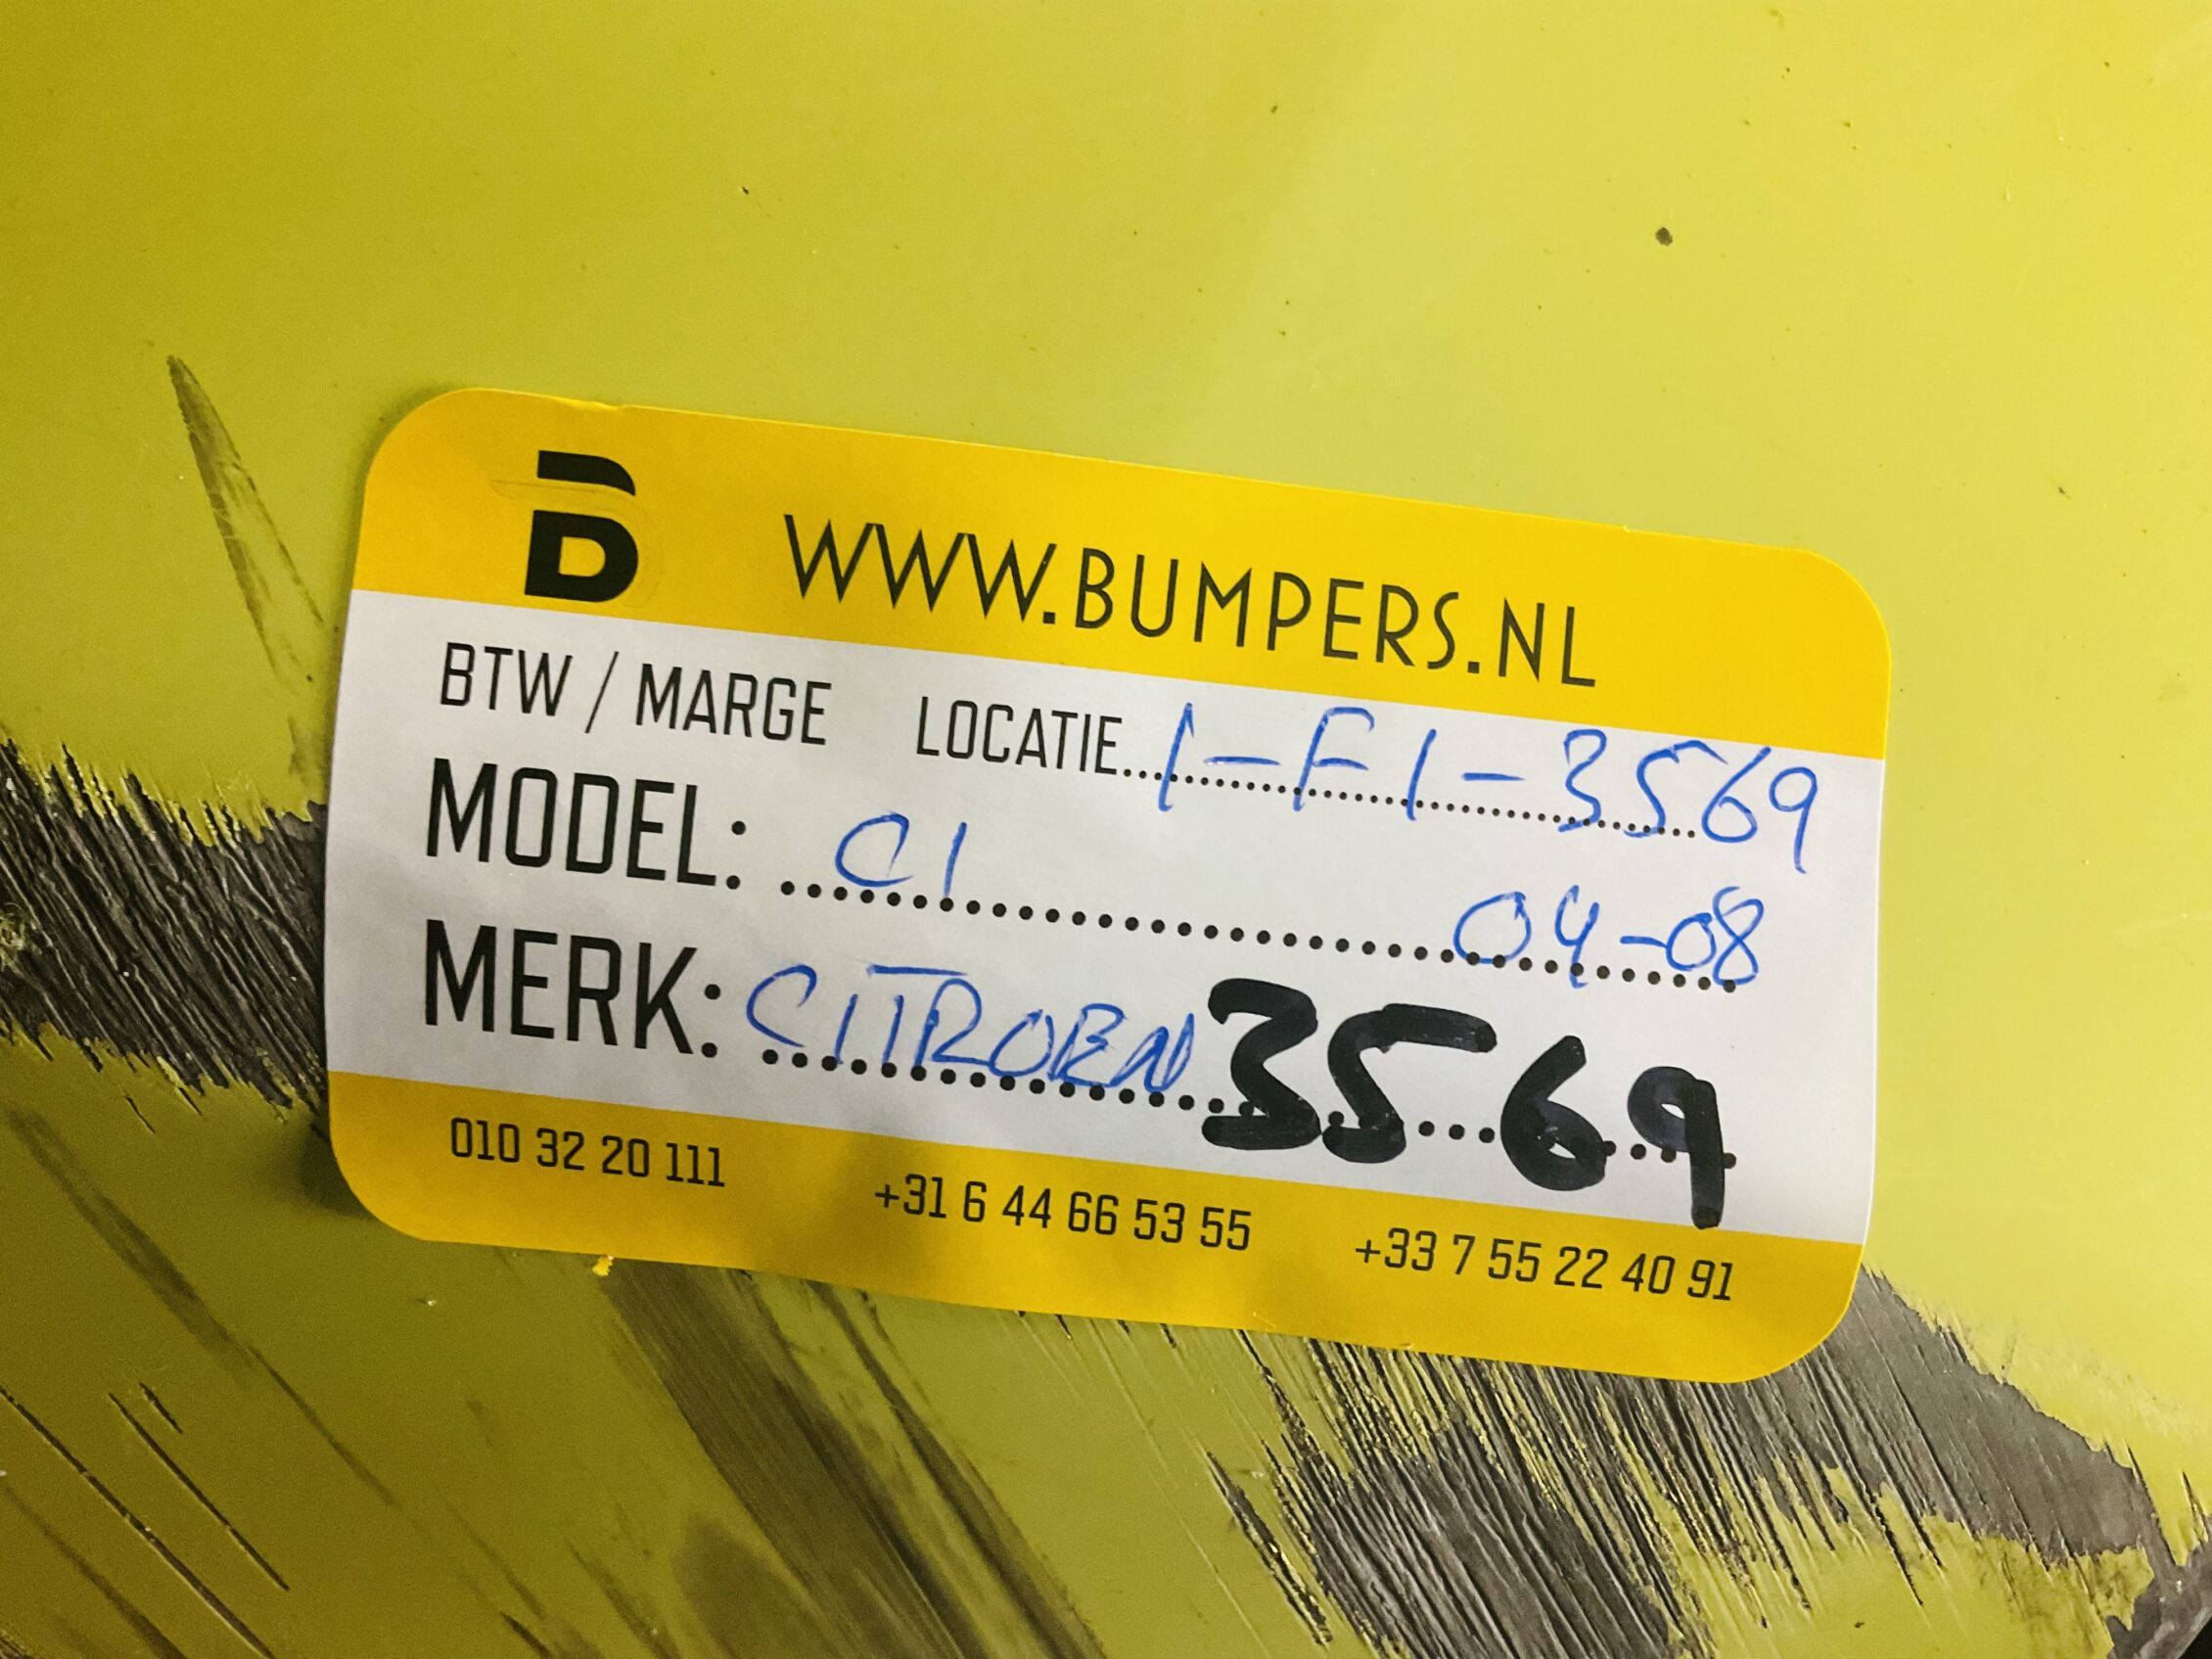 B WWW.BUMPERS.NL
BTW / MARGE LOCATIE...1-F1-3569
MODEL: C1 04-08
MERK: CITROEN 3569
010 32 20 111 +31 6 44 66 53 55 +33 7 55 22 40 91